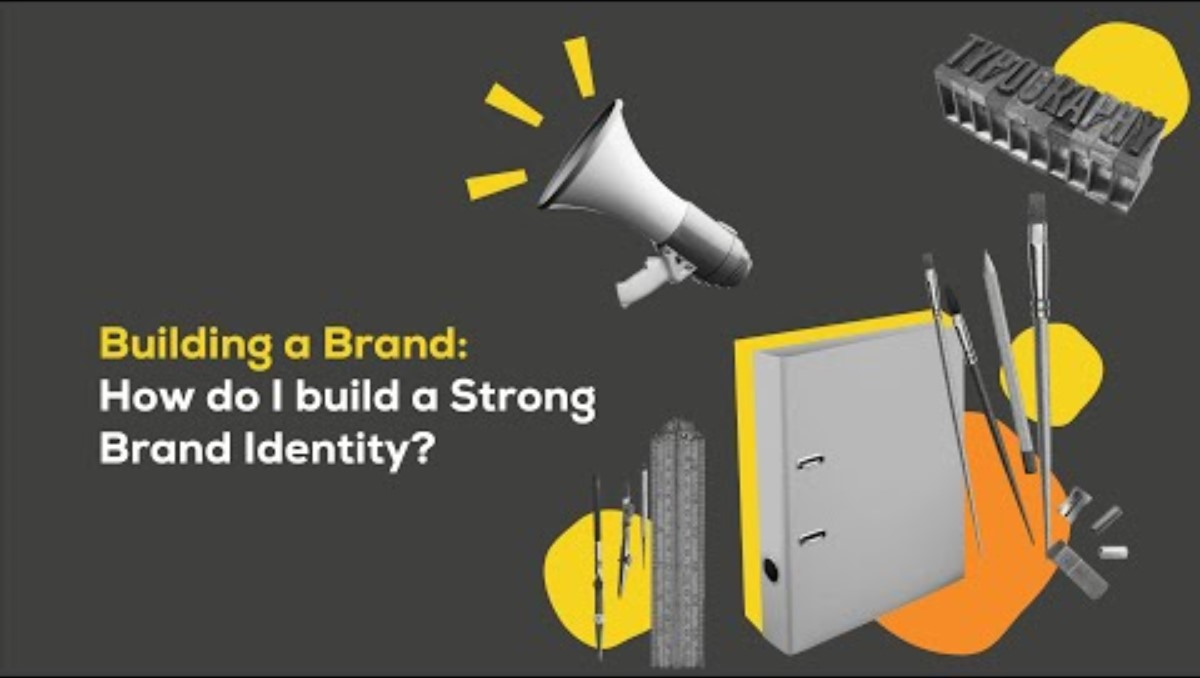 TYPOGRAPHY
Building a Brand:
How do I build a Strong
Brand Identity?